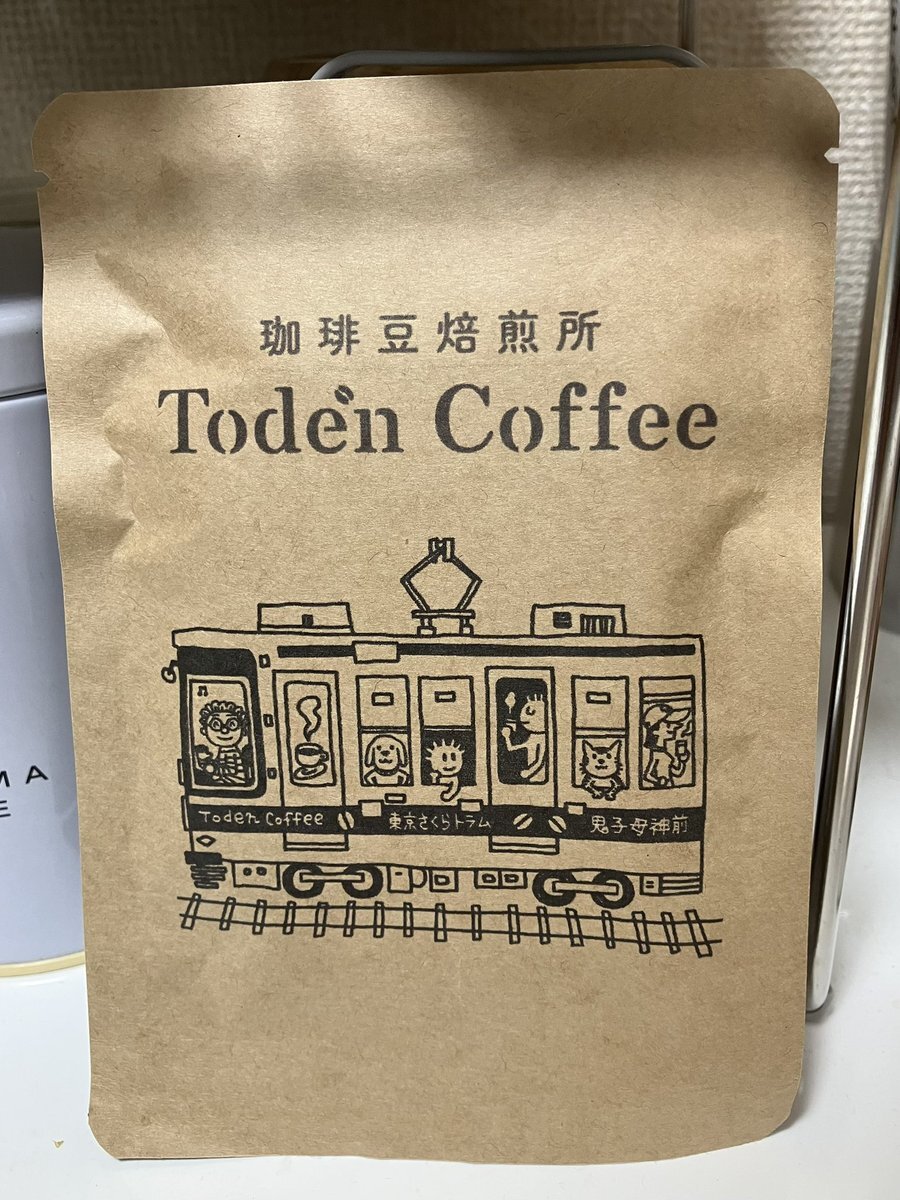 珈琲豆焙煎所
Toden Coffee
Toden Coffee
東京さくらトラム
鬼子母神前
MA
E